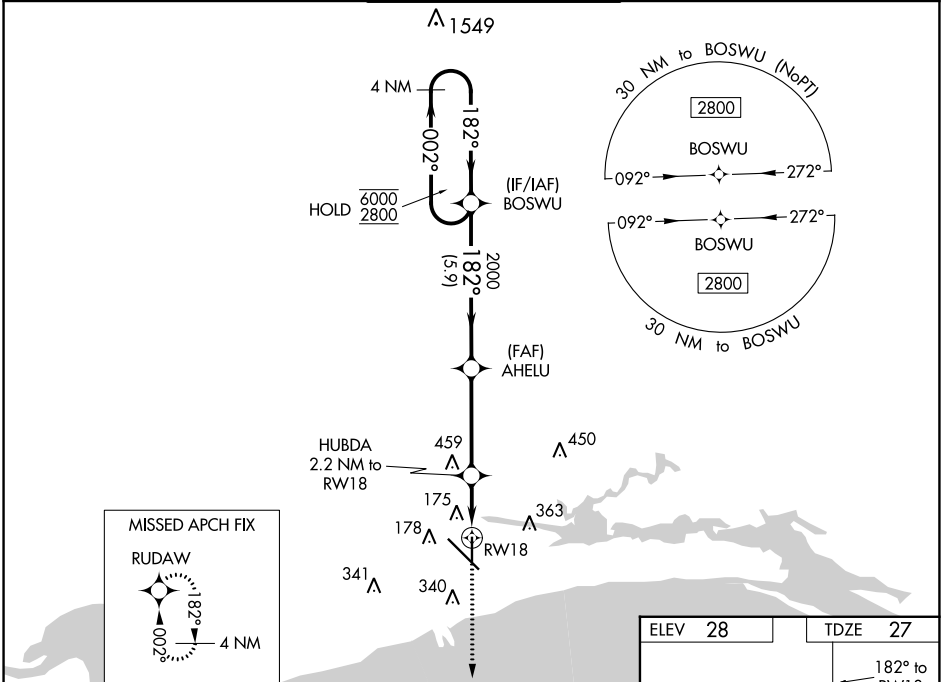 1549
4 NM
182°
002°
HOLD 6000
2800
(IF/IAF)
BOSWU
2000
182°
(5.9)
30 NM to BOSWU (NoPT)
2800
BOSWU
092°
272°
092°
272°
BOSWU
2800
30 NM to BOSWU
(FAF)
AHELU
HUBDA
2.2 NM to
RW18
459
450
175
363
178
RW18
341
340
MISSED APCH FIX
RUDAW
182°
002°
4 NM
ELEV 28
TDZE 27
182° to